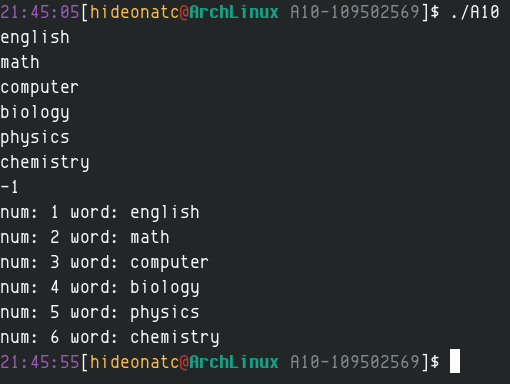 21:45:05[hideonatc@ArchLinux A10-109502569]$ ./A10
english
math
computer
biology
physics
chemistry
-1
num: 1 word: english
num: 2 word: math
num: 3 word: computer
num: 4 word: biology
num: 5 word: physics
num: 6 word: chemistry
21:45:55[hideonatc@ArchLinux A10-109502569]$